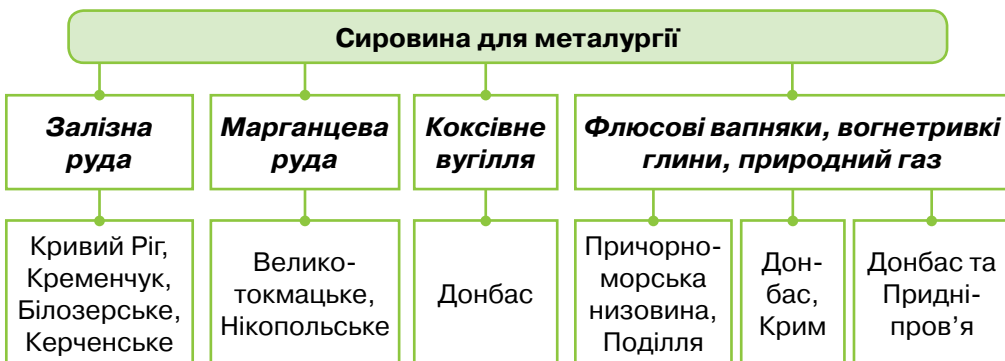 Сировина для металургії
Залізна
руда
Марганцева
руда
Коксівне
вугілля
Флюсові вапняки, вогнетривкі
глини, природний газ
Кривий Ріг,
Кременчук,
Білозерське,
Керченське
Велико-
токмацьке,
Нікопольське
Донбас
Причорно-
морська
низовина,
Поділля
Дон-
бас,
Крим
Донбас та
Придні-
пров’я